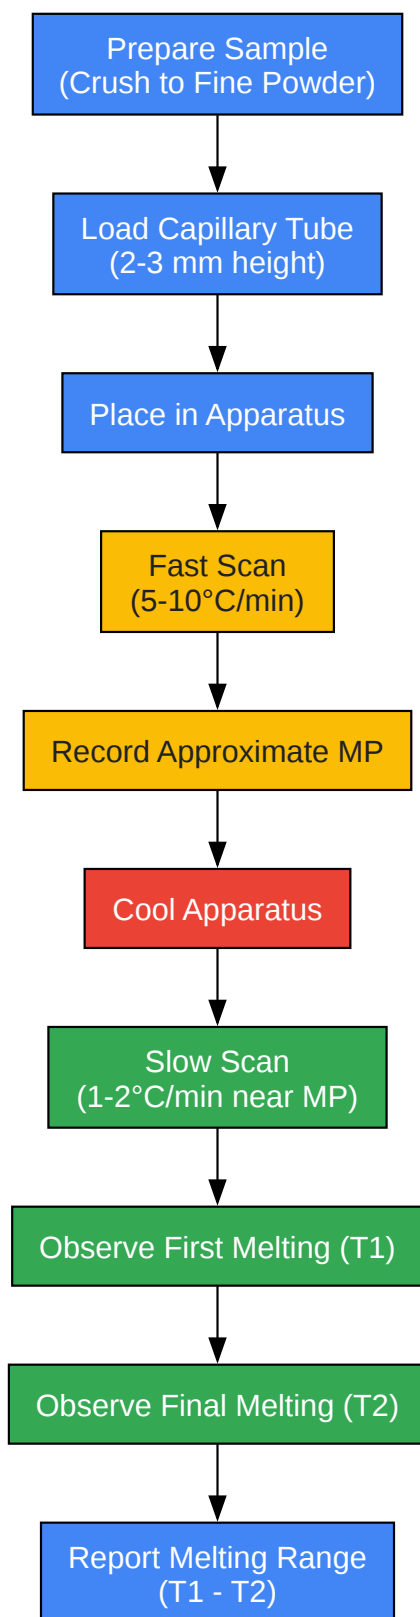 Prepare Sample
(Crush to Fine Powder)
Load Capillary Tube
(2-3 mm height)
Place in Apparatus
Fast Scan
(5-10°C/min)
Record Approximate MP
Cool Apparatus
Slow Scan
(1-2°C/min near MP)
Observe First Melting (T1)
Observe Final Melting (T2)
Report Melting Range
(T1 - T2)